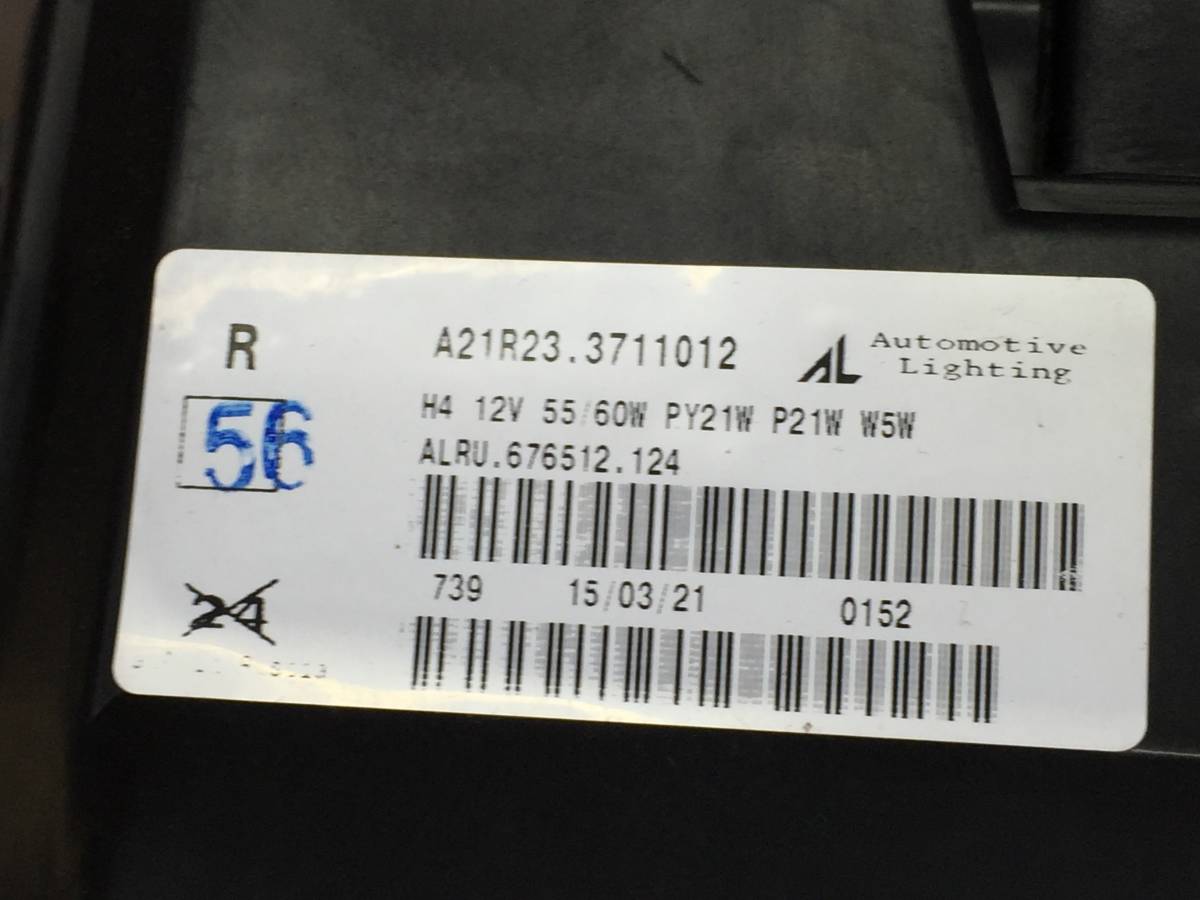 R
A21R23.3711012
AL Automotive
Lighting
56
H4 12V 55/60W PY21W P21W W5W
ALRU.676512.124
739 15/03/21 0152
24